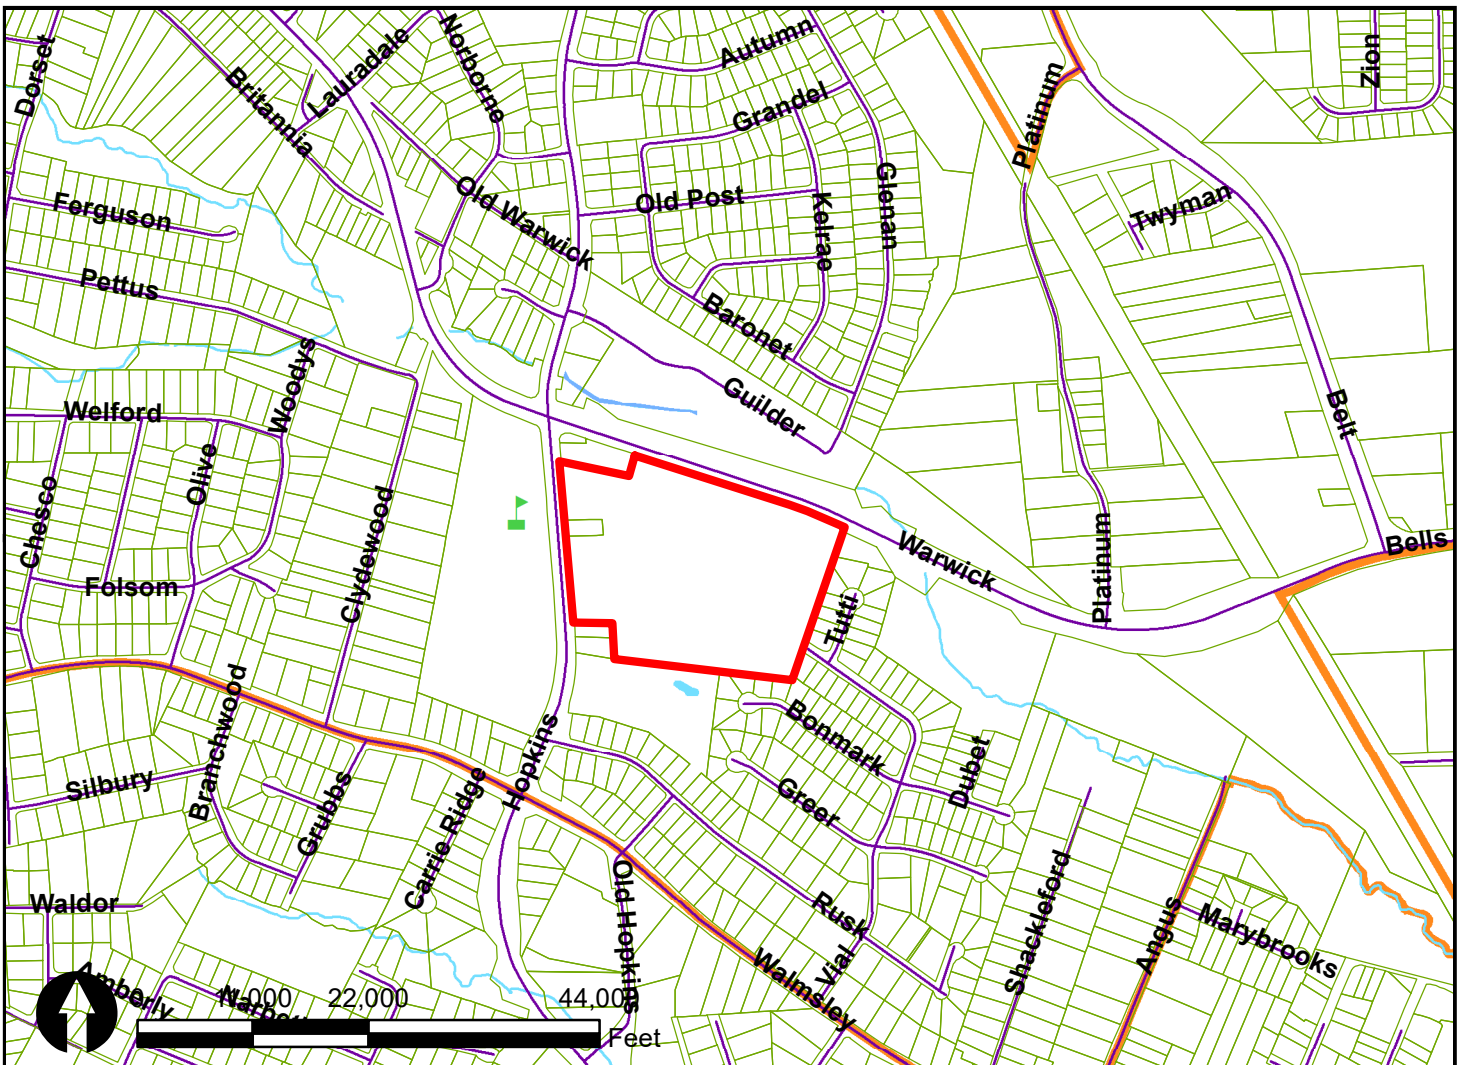 Dorset
Britannia
Lauradale
Norborne
Autumn
Grandel
Platinum
Zion
Ferguson
Old Warwick
Old Post
Kelrae
Glenan
Twyman
Pettus
Baronet
Woodys
Welford
Guilder
Belt
Olive
Chesco
Clydewood
Folsom
Warwick
Platinum
Bells
Tutti
Branchwood
Silbury
Grubbs
Carrie Ridge
Hopkins
Bonmark
Greer
Dubet
Waldor
Old Hopkins
Rusk
Vial
Walmsley
Shackleford
Angus
Marybrooks
Amberly
22,000
44,000
Feet